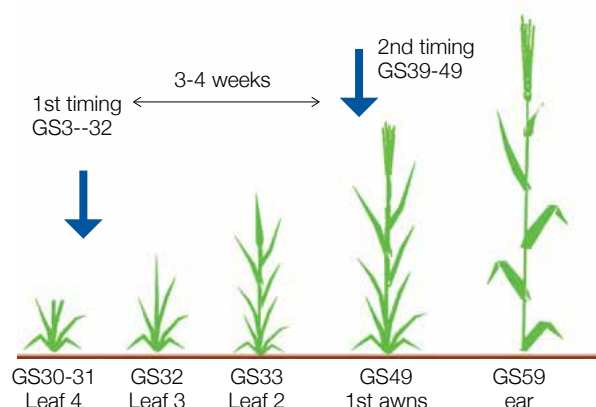 1st timing
GS3--32
3-4 weeks
2nd timing
GS39-49
GS30-31
Leaf 4
GS32
Leaf 3
GS33
Leaf 2
GS49
1st awns
GS59
ear